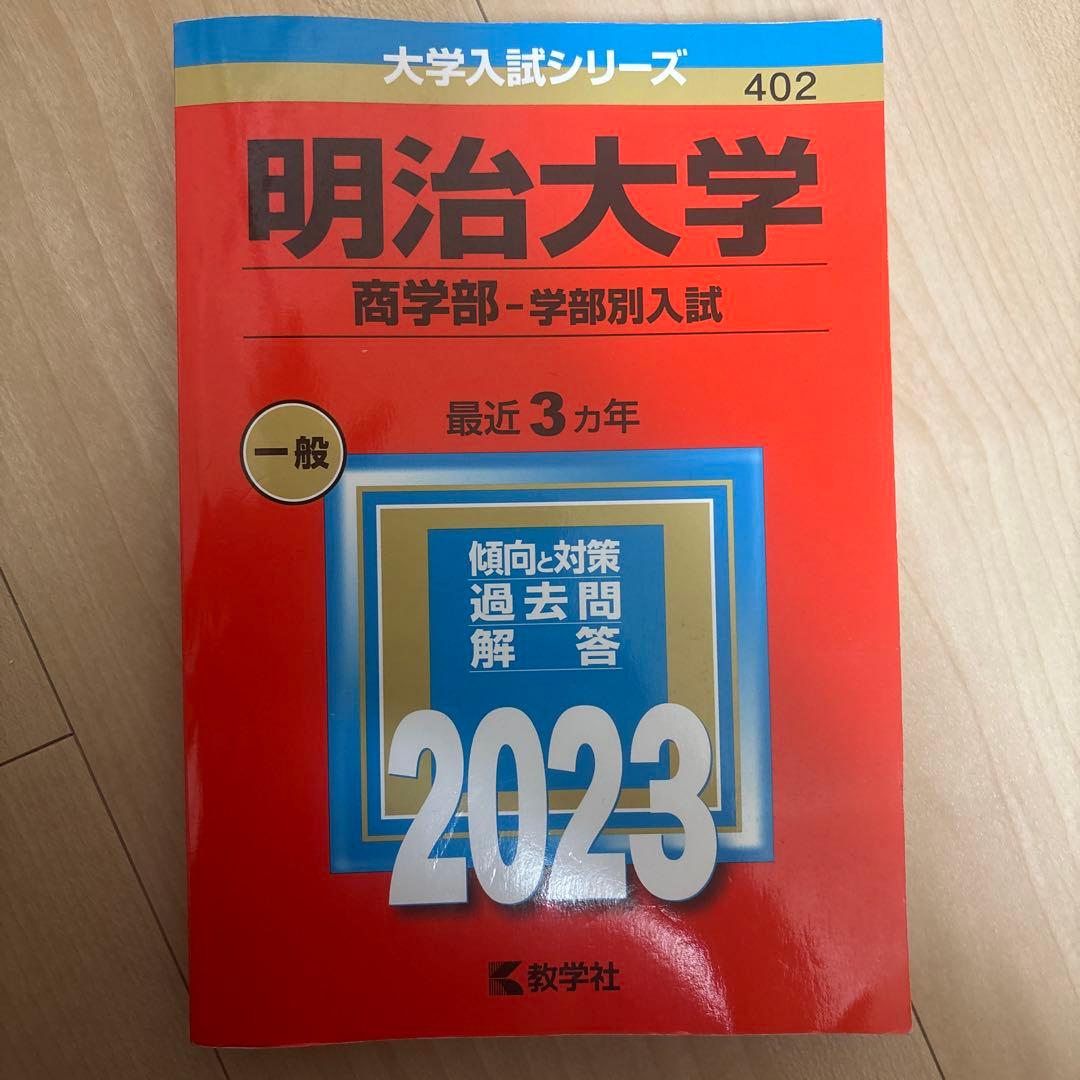 大学入試シリーズ
402
明治大学
商学部-学部別入試
最近3カ年
一般
傾向と対策
過去問
解答
2023
教学社